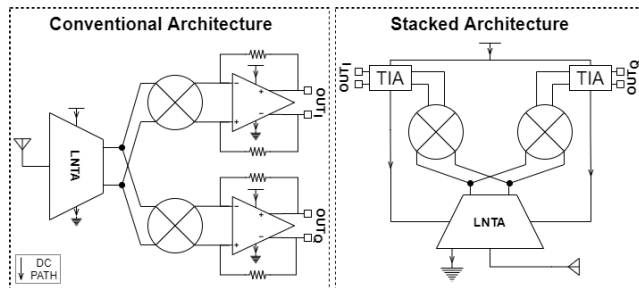 Conventional Architecture
LNTA
OUTI
OUTQ
DC
PATH
Stacked Architecture
OUTI
TIA
TIA
OUTQ
LNTA